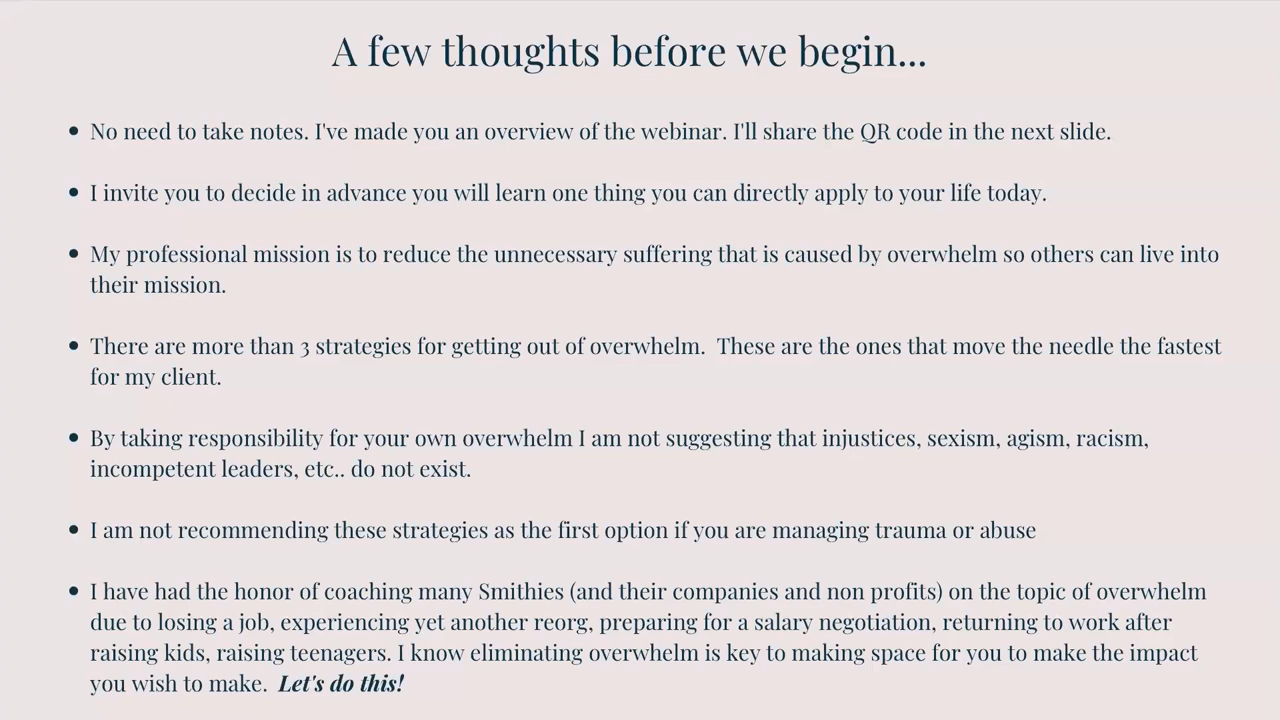 A few thoughts before we begin...
• No need to take notes. I've made you an overview of the webinar. I'll share the QR code in the next slide.
• I invite you to decide in advance you will learn one thing you can directly apply to your life today.
• My professional mission is to reduce the unnecessary suffering that is caused by overwhelm so others can live into
their mission.
• There are more than 3 strategies for getting out of overwhelm.  These are the ones that move the needle the fastest
for my client.
• By taking responsibility for your own overwhelm I am not suggesting that injustices, sexism, agism, racism,
incompetent leaders, etc.. do not exist.
• I am not recommending these strategies as the first option if you are managing trauma or abuse
• I have had the honor of coaching many Smithies (and their companies and non profits) on the topic of overwhelm
due to losing a job, experiencing yet another reorg, preparing for a salary negotiation, returning to work after
raising kids, raising teenagers. I know eliminating overwhelm is key to making space for you to make the impact
you wish to make.  Let's do this!